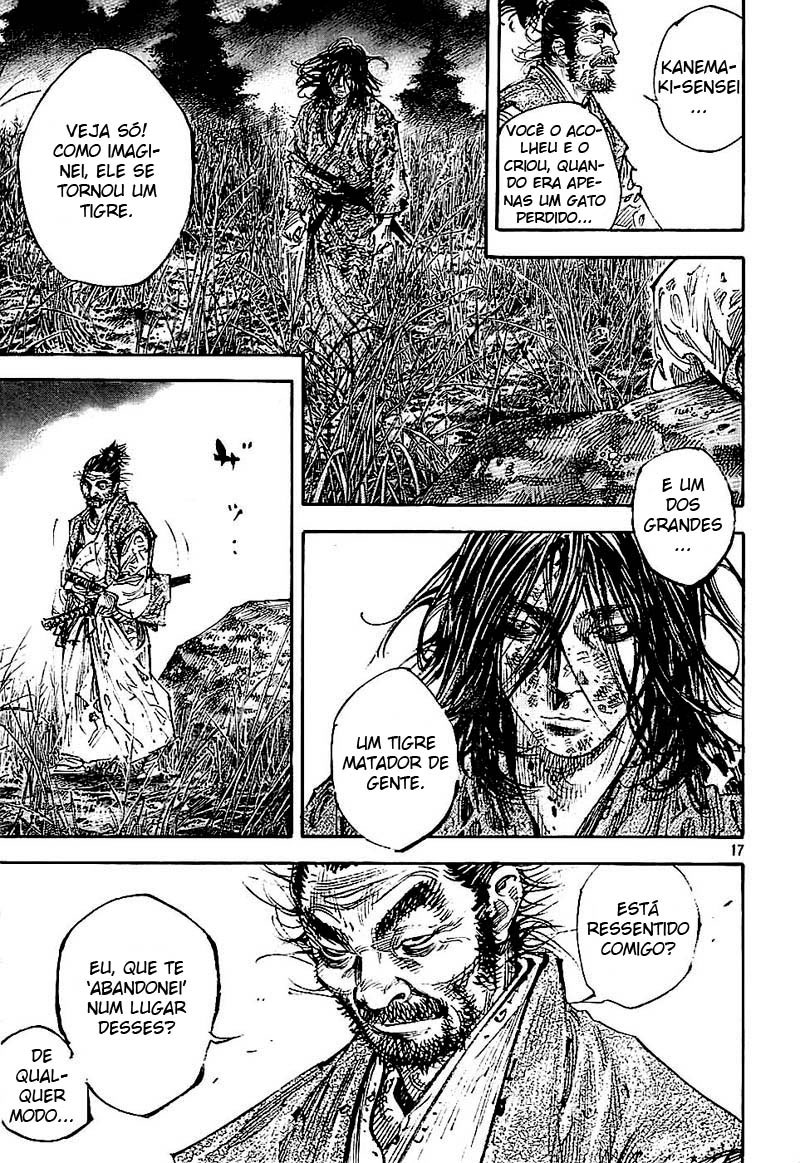 KANEMA-
KI-SENSEI
...
VOCÊ O ACO-
LHEU E O
CRIOU, QUAN-
DO ERA APE-
NAS UM GATO
PERDIDO...
VEJA SÓ!
COMO IMAGI-
NEI, ELE SE
TORNOU UM
TIGRE.
E UM
DOS
GRANDES
...
UM TIGRE
MATADOR DE
GENTE.
17
ESTÁ
RESSENTIDO
COMIGO?
EU, QUE TE
'ABANDONEI'
NUM LUGAR
DESSES?
DE
QUAL-
QUER
MODO...